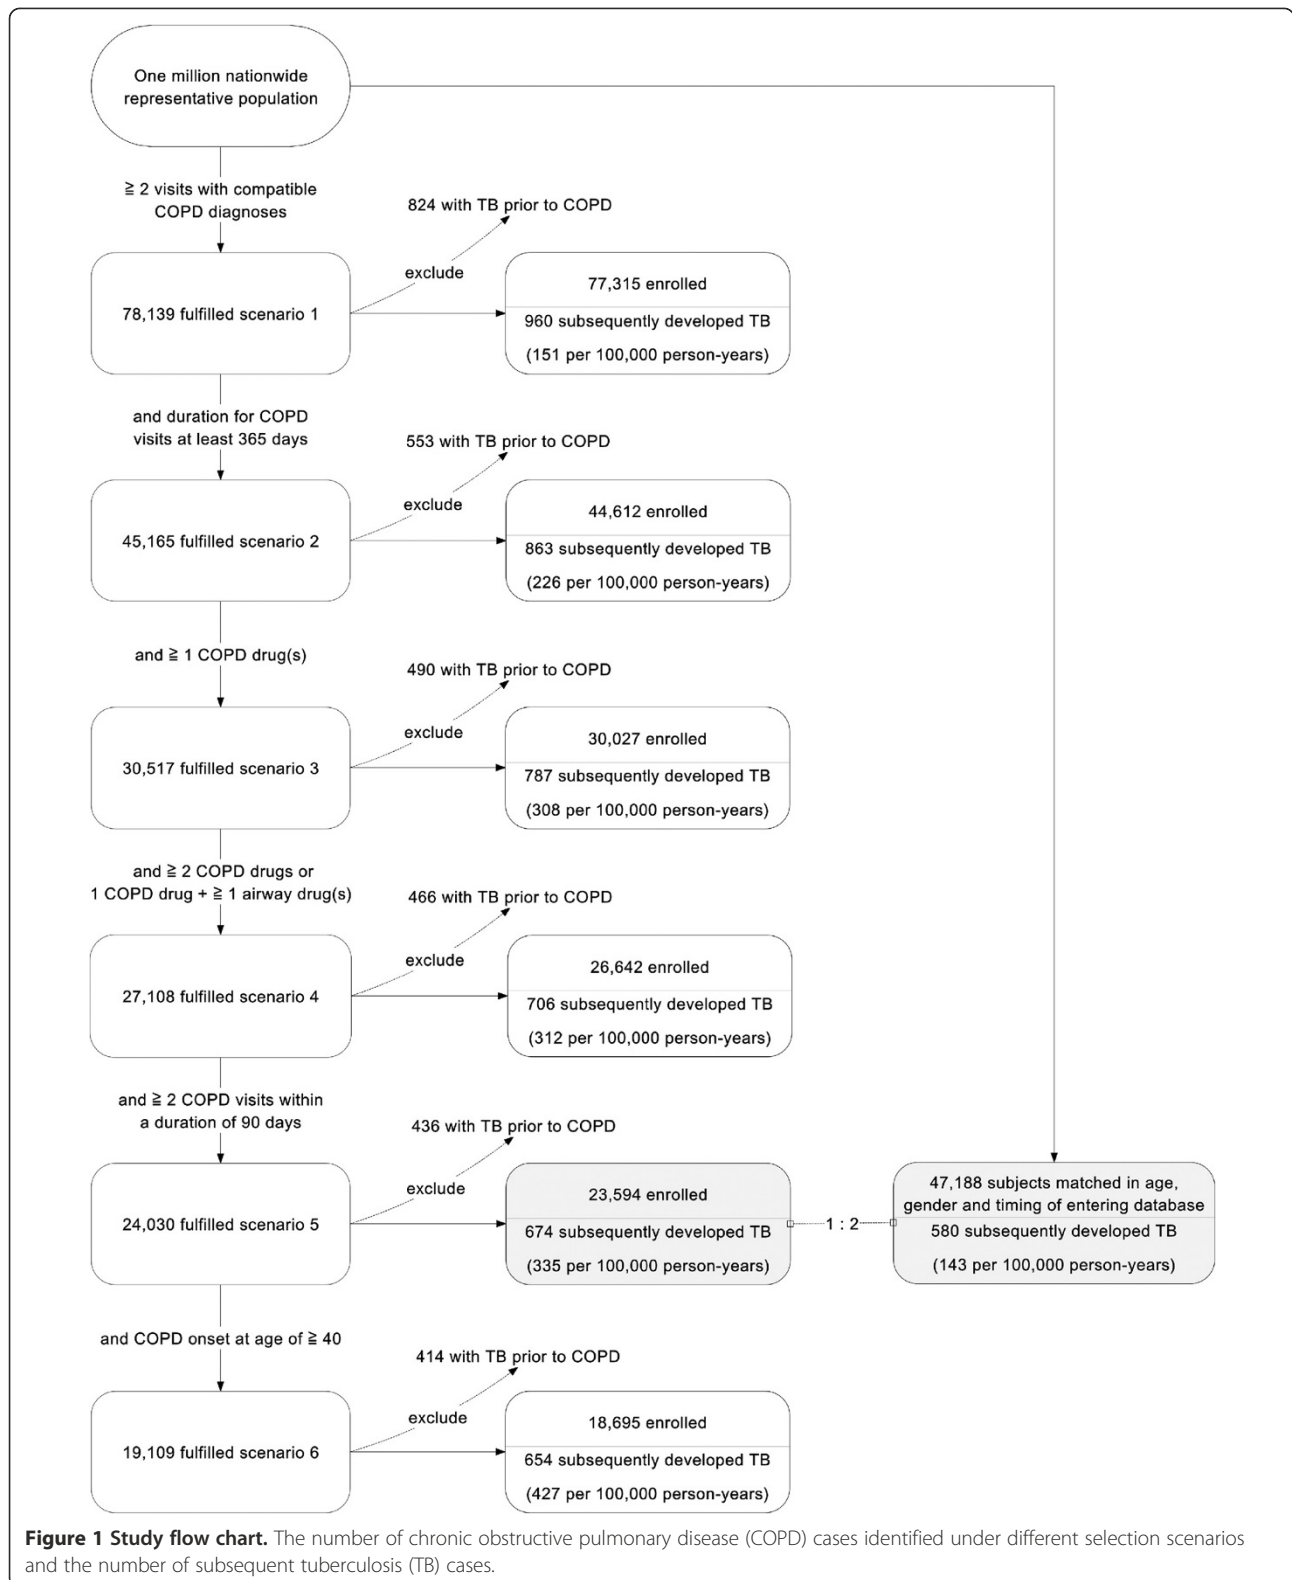 One million nationwide
representative population
≧ 2 visits with compatible
COPD diagnoses
824 with TB prior to COPD
exclude
78,139 fulfilled scenario 1
77,315 enrolled
960 subsequently developed TB
(151 per 100,000 person-years)
and duration for COPD
visits at least 365 days
553 with TB prior to COPD
exclude
45,165 fulfilled scenario 2
44,612 enrolled
863 subsequently developed TB
(226 per 100,000 person-years)
and ≧ 1 COPD drug(s)
490 with TB prior to COPD
exclude
30,517 fulfilled scenario 3
30,027 enrolled
787 subsequently developed TB
(308 per 100,000 person-years)
and ≧ 2 COPD drugs or
1 COPD drug + ≧ 1 airway drug(s)
466 with TB prior to COPD
exclude
27,108 fulfilled scenario 4
26,642 enrolled
706 subsequently developed TB
(312 per 100,000 person-years)
and ≧ 2 COPD visits within
a duration of 90 days
436 with TB prior to COPD
exclude
24,030 fulfilled scenario 5
23,594 enrolled
674 subsequently developed TB
(335 per 100,000 person-years)
1 : 2
47,188 subjects matched in age,
gender and timing of entering database
580 subsequently developed TB
(143 per 100,000 person-years)
and COPD onset at age of ≧ 40
414 with TB prior to COPD
exclude
19,109 fulfilled scenario 6
18,695 enrolled
654 subsequently developed TB
(427 per 100,000 person-years)
Figure 1 Study flow chart. The number of chronic obstructive pulmonary disease (COPD) cases identified under different selection scenarios
and the number of subsequent tuberculosis (TB) cases.